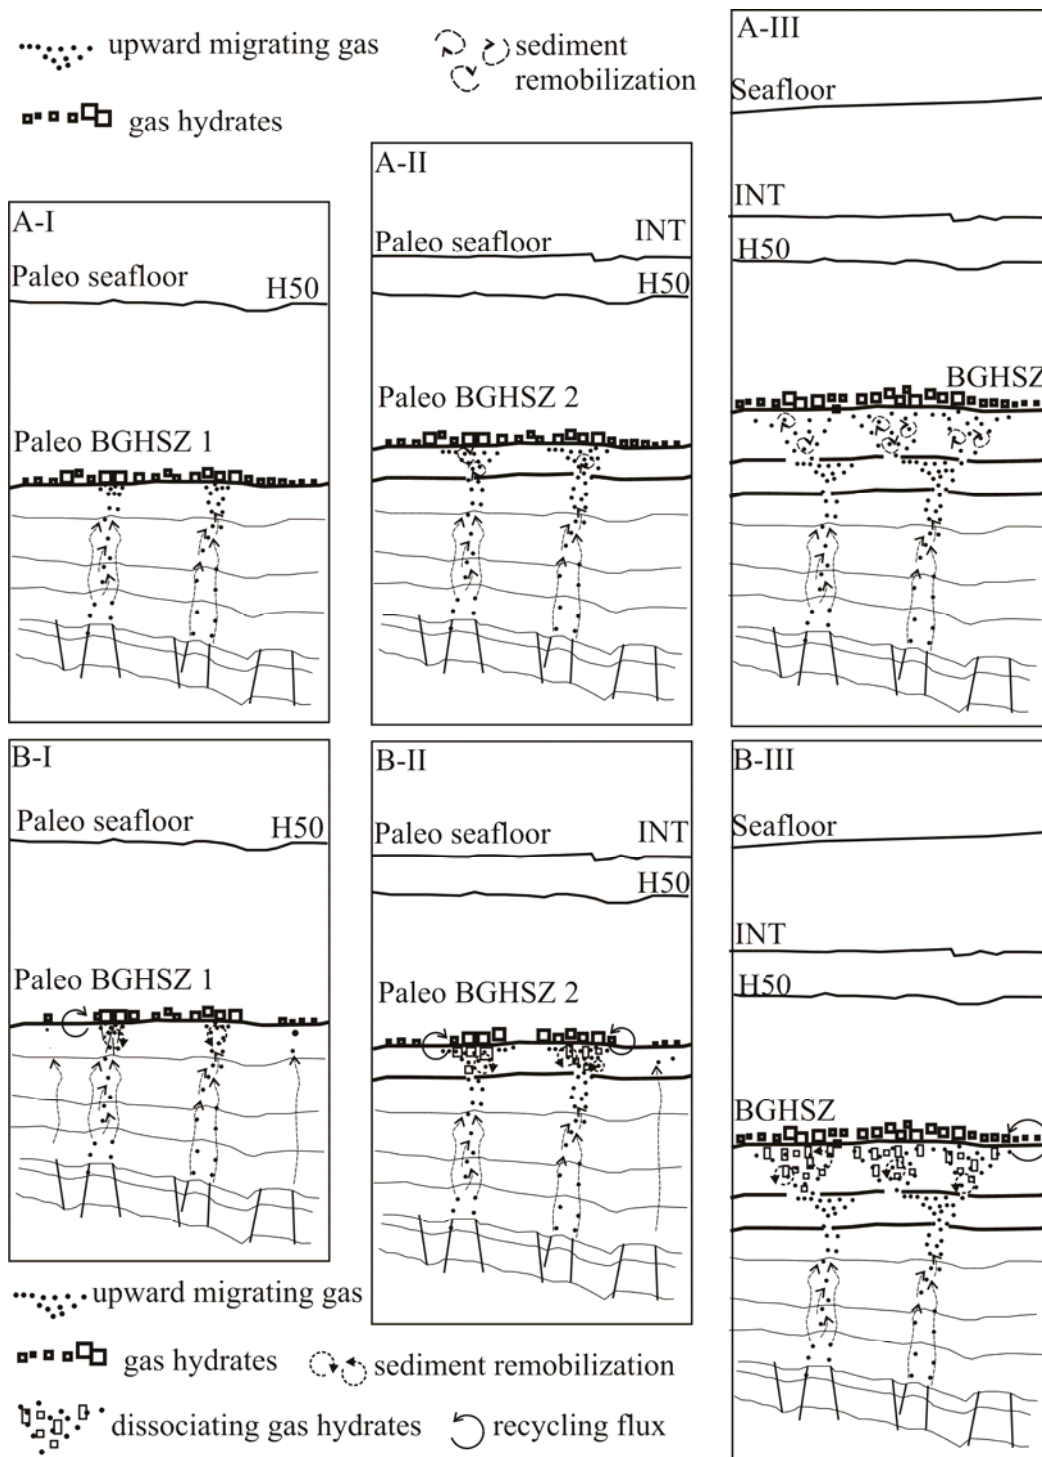 upward migrating gas
sediment
remobilization
gas hydrates
A-I
Paleo seafloor
H50
Paleo BGHSZ 1
A-II
INT
Paleo seafloor
H50
Paleo BGHSZ 2
A-III
Seafloor
INT
H50
BGHSZ
B-I
Paleo seafloor
H50
Paleo BGHSZ 1
B-II
Paleo seafloor
INT
H50
Paleo BGHSZ 2
B-III
Seafloor
INT
H50
BGHSZ
upward migrating gas
gas hydrates
sediment remobilization
dissociating gas hydrates
recycling flux